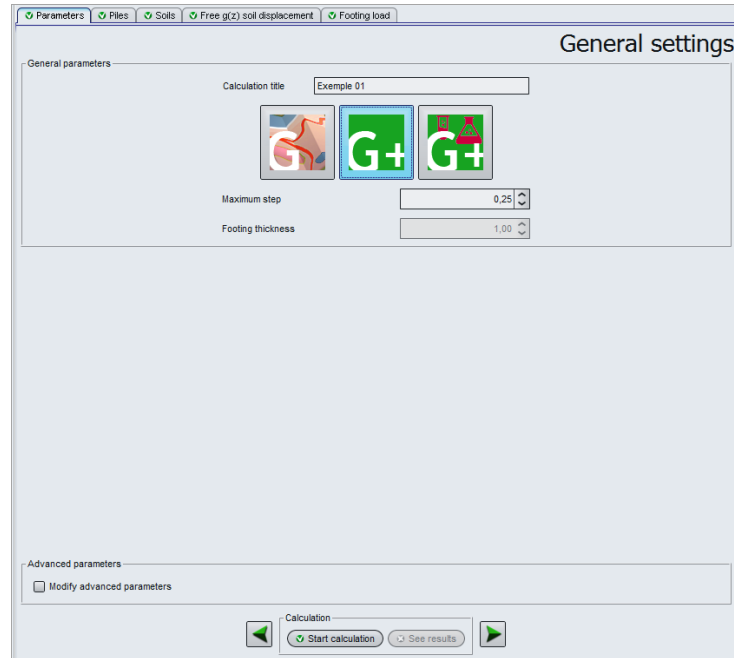 Parameters Piles Soils Free g(z) soil displacement Footing load
General settings
General parameters
Calculation title Exemple 01
G G+ G+
Maximum step 0,25
Footing thickness 1,00
Advanced parameters
Modify advanced parameters
Calculation
Start calculation See results